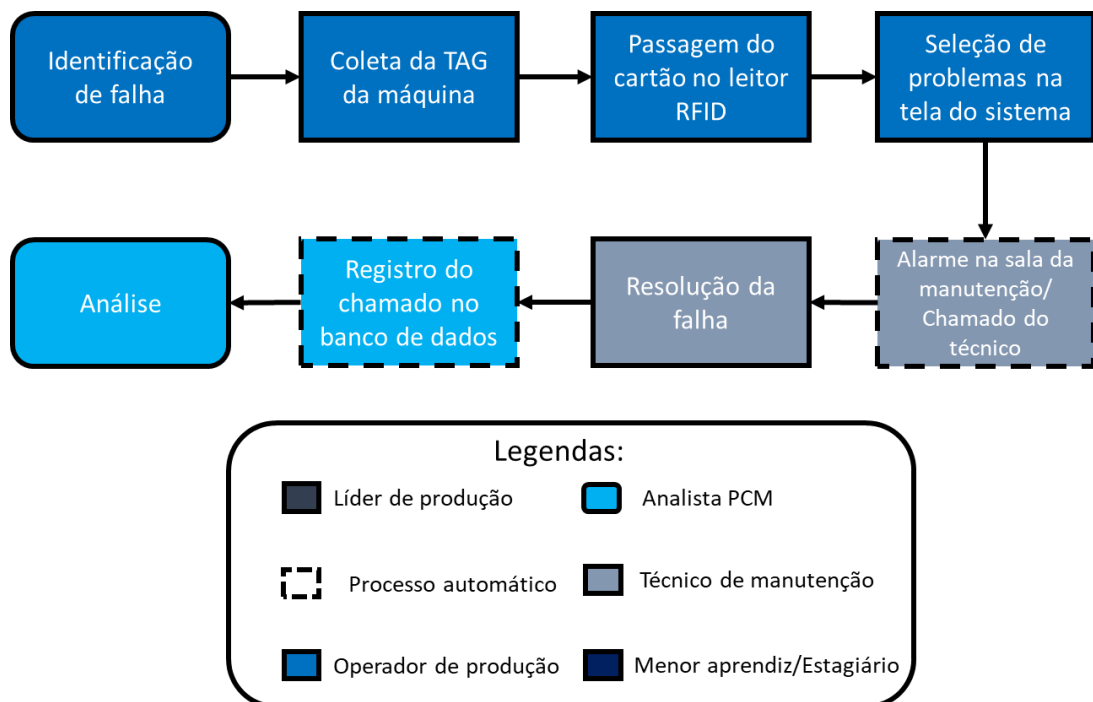 Identificação
de falha
Coleta da TAG
da máquina
Passagem do
cartão no leitor
RFID
Seleção de
problemas na
tela do sistema
Análise
Registro do
chamado no
banco de dados
Resolução da
falha
Alarme na sala da
manutenção/
Chamado do
técnico
Legendas:
Líder de produção
Analista PCM
Processo automático
Técnico de manutenção
Operador de produção
Menor aprendiz/Estagiário